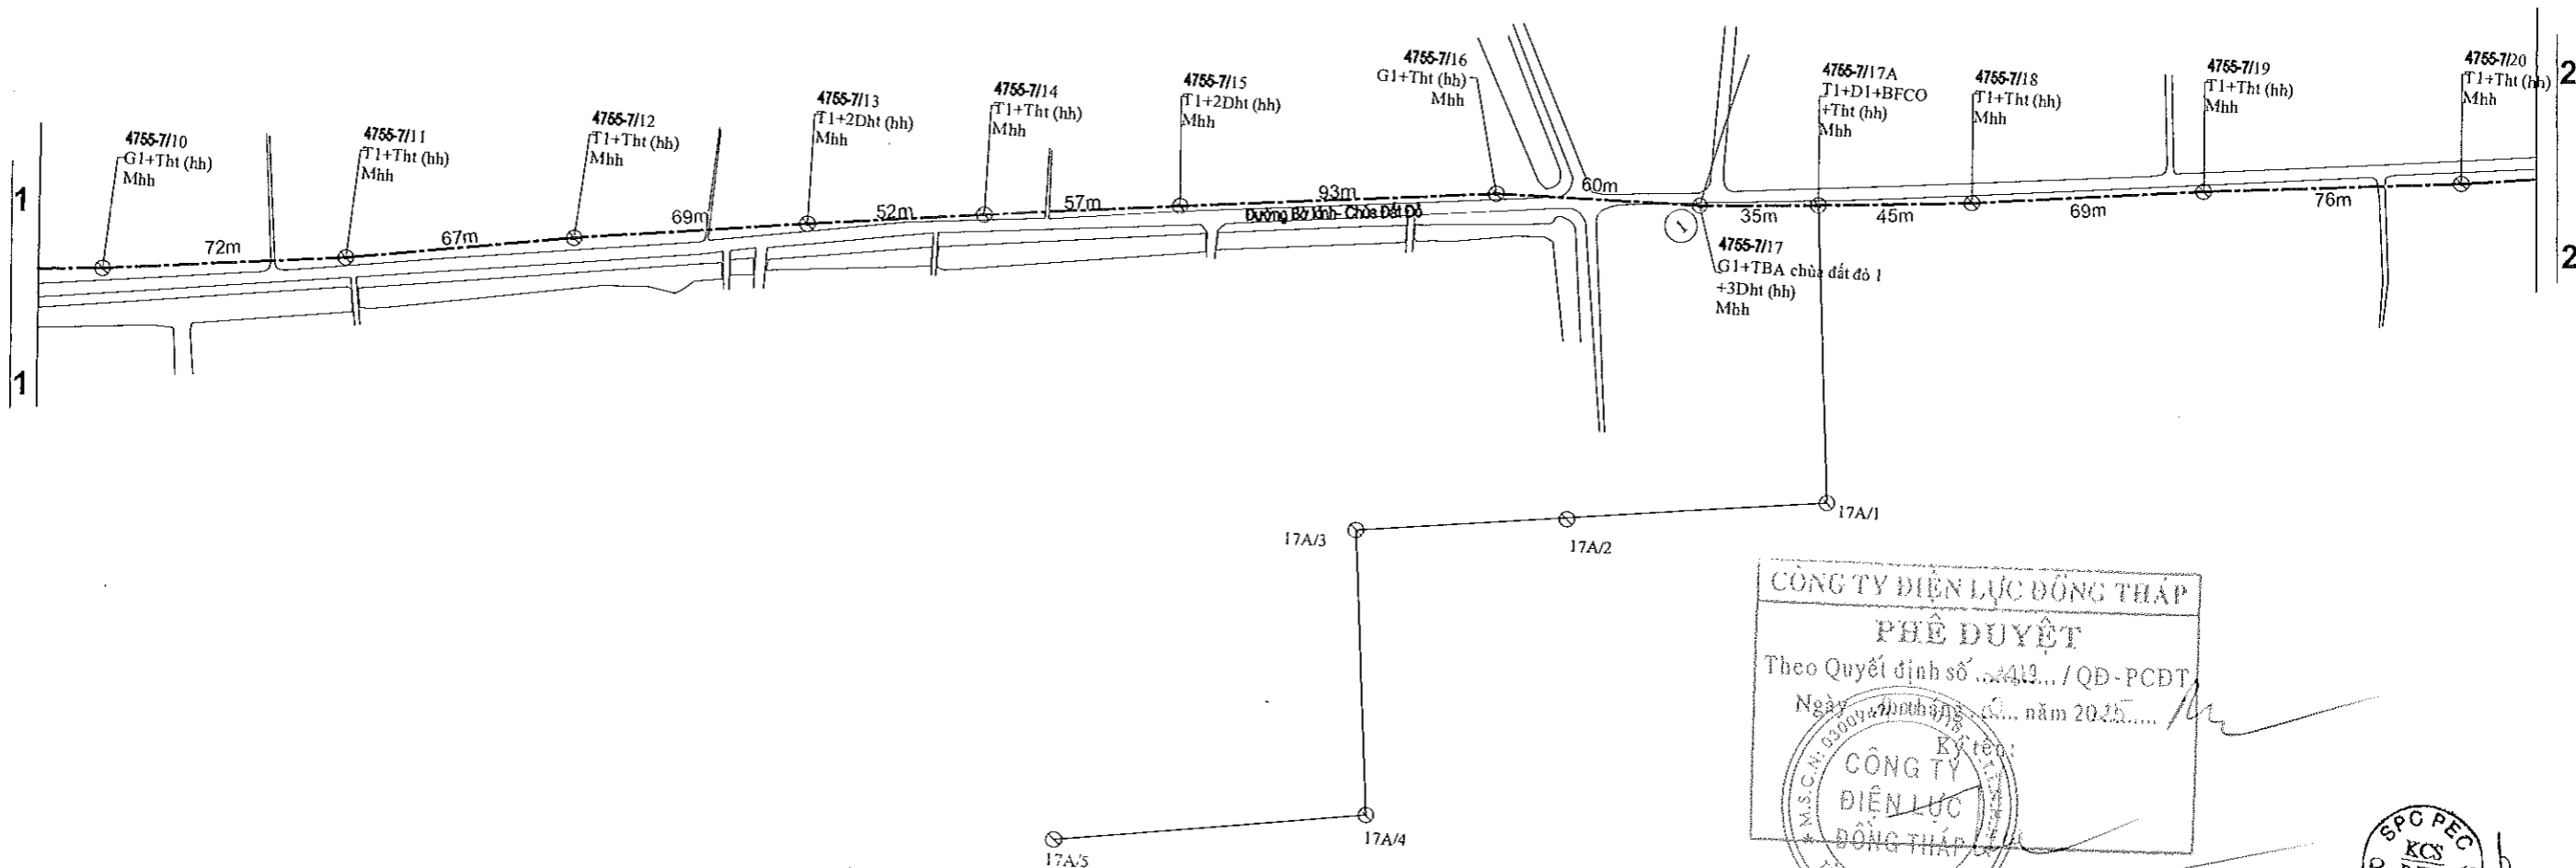 4755-7/10
G1+Tht (hh)
Mhh
4755-7/11
T1+Tht (hh)
Mhh
4755-7/12
T1+Tht (hh)
Mhh
4755-7/13
T1+2Dht (hh)
Mhh
4755-7/14
T1+Tht (hh)
Mhh
4755-7/15
T1+2Dht (hh)
Mhh
4755-7/16
G1+Tht (hh)
Mhh
4755-7/17A
T1+D1+BFCO
+Tht (hh)
Mhh
4755-7/18
T1+Tht (hh)
Mhh
4755-7/19
T1+Tht (hh)
Mhh
4755-7/20
T1+Tht (hh)
Mhh
1
1
2
2
72m
67m
69m
52m
57m
93m
60m
35m
45m
69m
76m
Đường Bờ kinh- Chùa Đất Đỏ
1
4755-7/17
G1+TBA chùa đất đỏ 1
+3Dht (hh)
Mhh
17A/1
17A/2
17A/3
17A/4
17A/5
CÔNG TY ĐIỆN LỰC ĐỒNG THÁP
PHÊ DUYỆT
Theo Quyết định số / QĐ-PCĐT
Ngày tháng năm 2025
Ký tên:
M.S.C.N:
CÔNG TY
ĐIỆN LỰC
ĐỒNG THÁP
SPC PEC
KCS